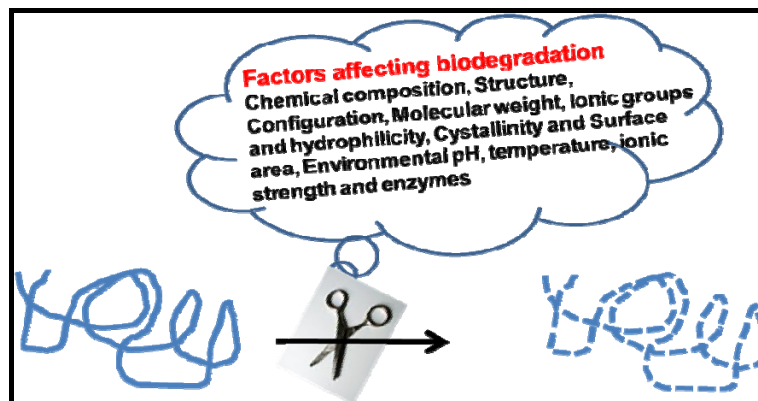 Factors affecting biodegradation
Chemical composition, Structure,
Configuration, Molecular weight, Ionic groups
and hydrophilicity, Cystallinity and Surface
area, Environmental pH, temperature, ionic
strength and enzymes